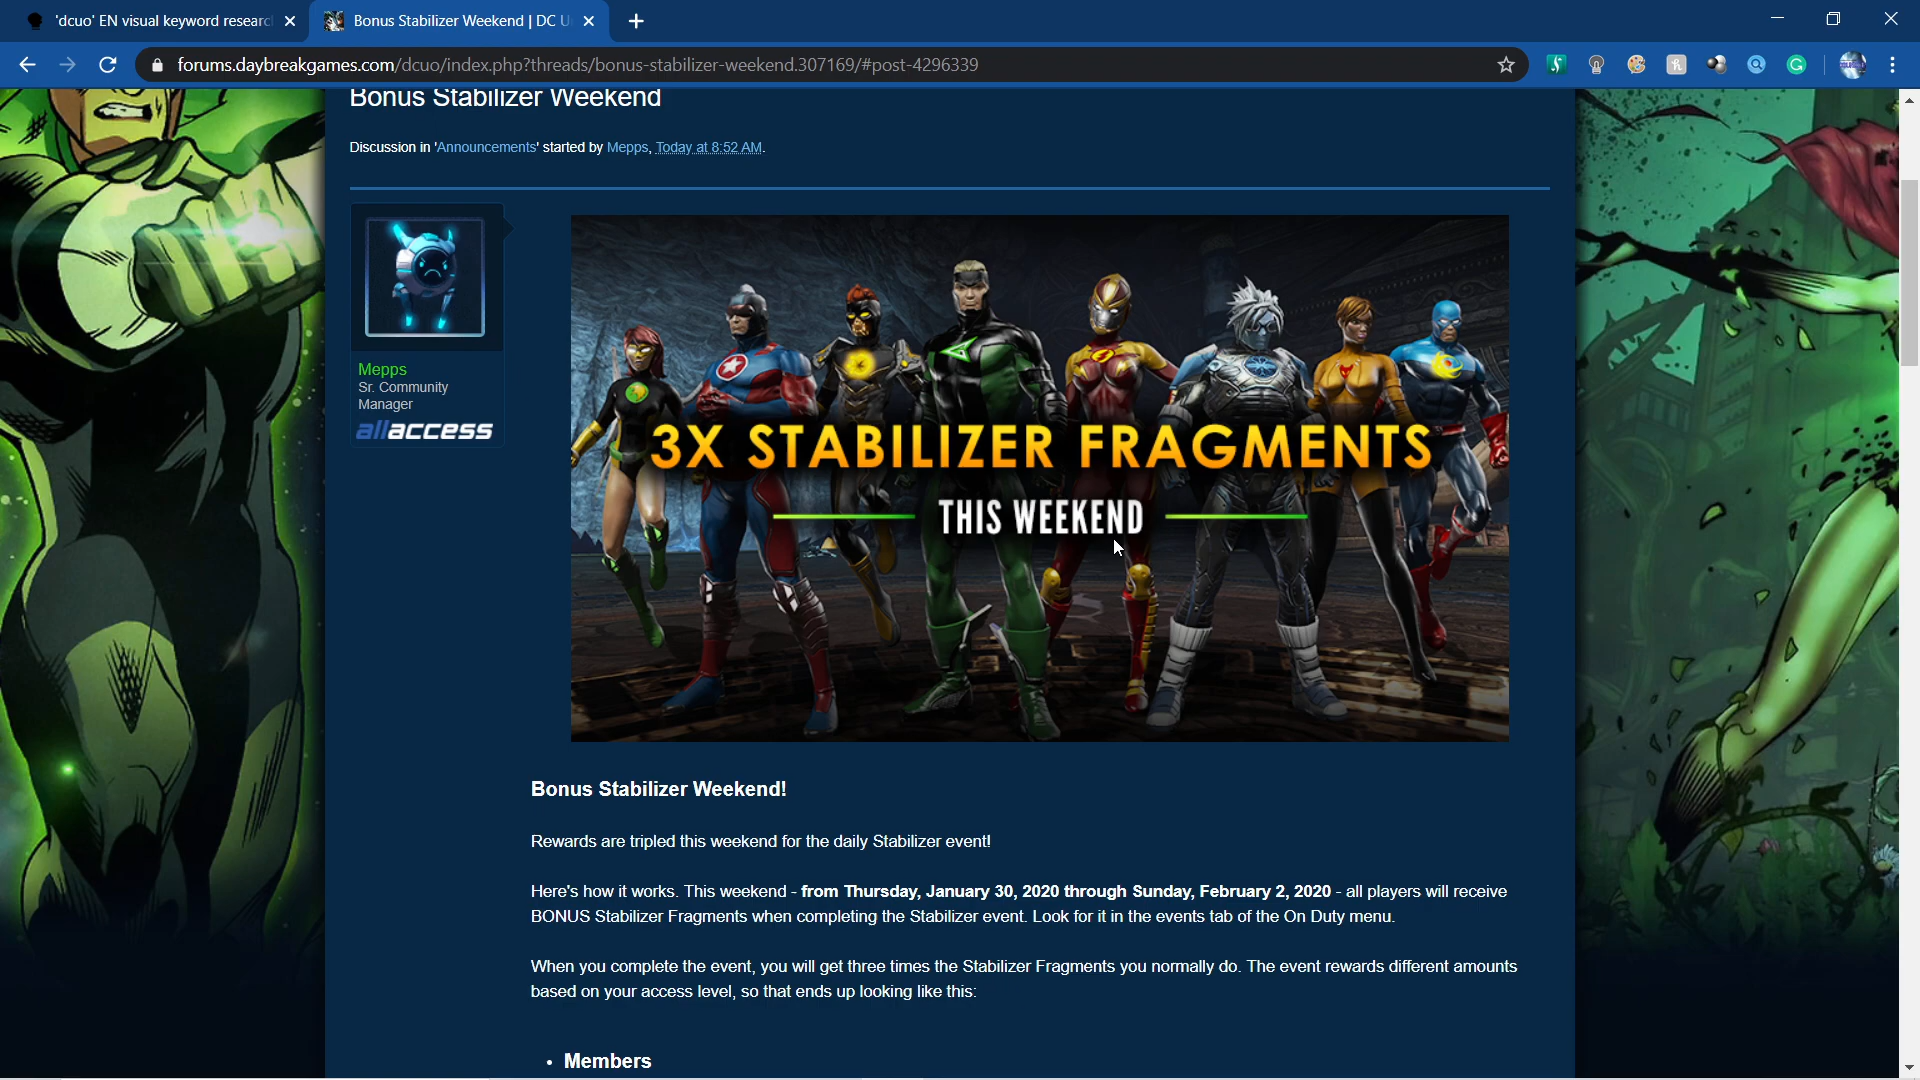 'dcuo' EN visual keyword researc
Bonus Stabilizer Weekend | DC U
forums.daybreakgames.com/dcuo/index.php?threads/bonus-stabilizer-weekend.307169/#post-4296339
Bonus Stabilizer Weekend
Discussion in 'Announcements' started by Mepps, Today at 8:52 AM.
Mepps
Sr. Community
Manager
allaccess
3X STABILIZER FRAGMENTS
THIS WEEKEND
Bonus Stabilizer Weekend!
Rewards are tripled this weekend for the daily Stabilizer event!
Here's how it works. This weekend - from Thursday, January 30, 2020 through Sunday, February 2, 2020 - all players will receive
BONUS Stabilizer Fragments when completing the Stabilizer event. Look for it in the events tab of the On Duty menu.
When you complete the event, you will get three times the Stabilizer Fragments you normally do. The event rewards different amounts
based on your access level, so that ends up looking like this:
• Members